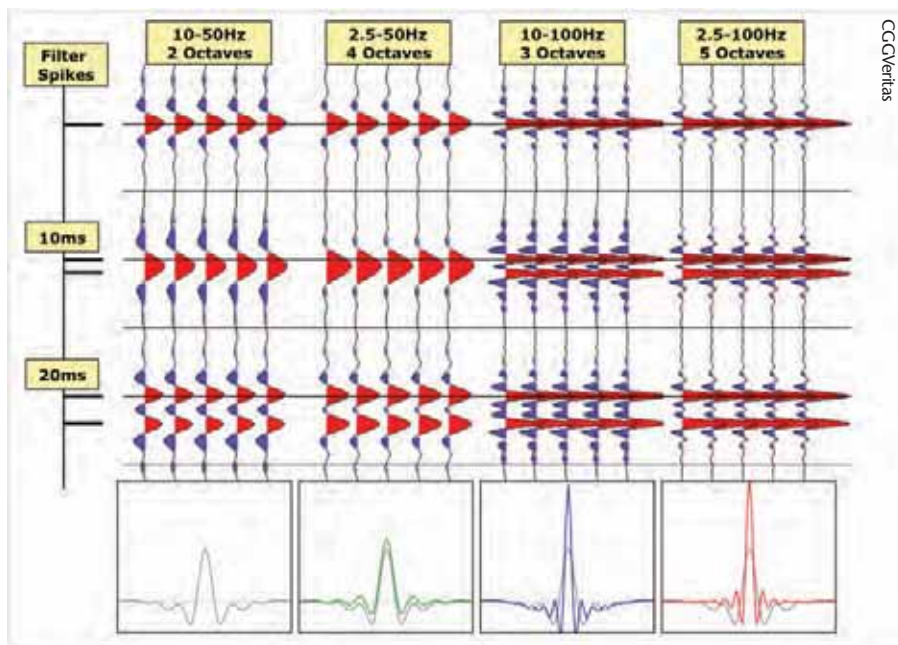 10-50Hz
2 Octaves
2.5-50Hz
4 Octaves
10-100Hz
3 Octaves
2.5-100Hz
5 Octaves
CGGVeritas
Filter
Spikes
10ms
20ms